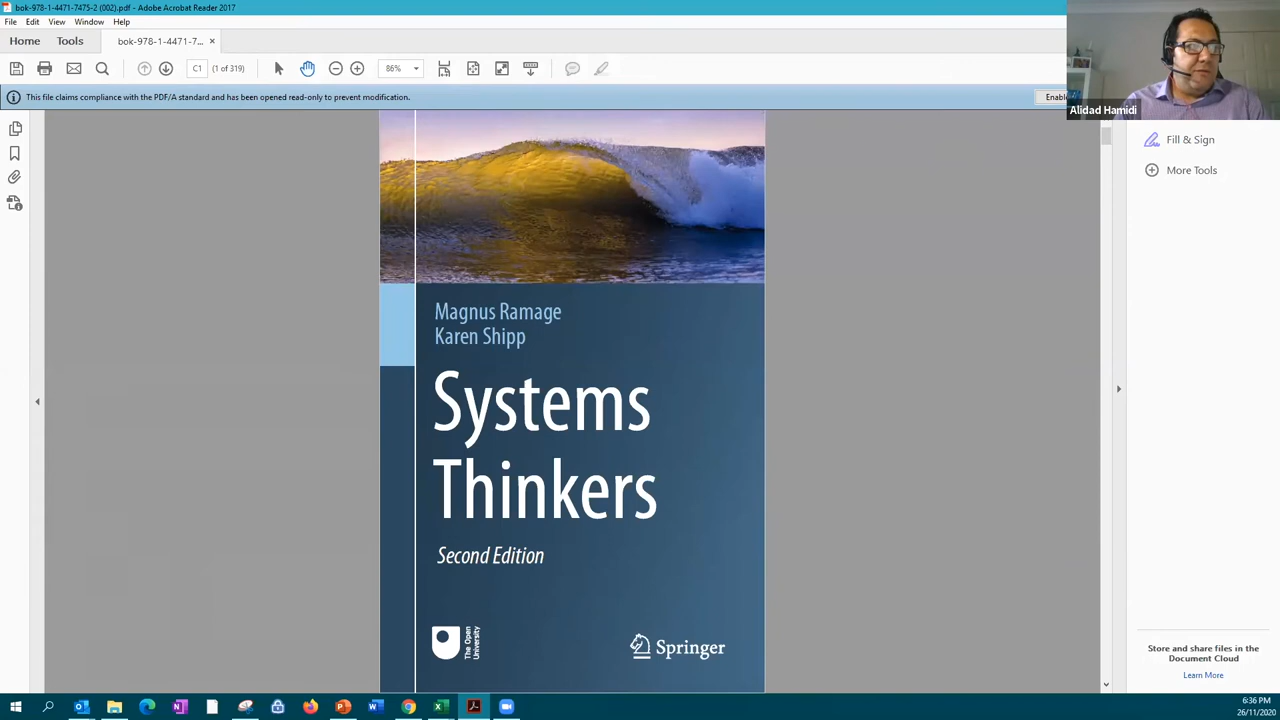 bok-978-1-4471-7475-2 (002).pdf - Adobe Acrobat Reader 2017
File Edit View Window Help
Home Tools bok-978-1-4471-7... ×
C1 (1 of 319) 86%
This file claims compliance with the PDF/A standard and has been opened read-only to prevent modification.
Enabl
Alidad Hamidi
Fill & Sign
More Tools
Magnus Ramage
Karen Shipp
Systems
Thinkers
Second Edition
The Open
University
Springer
Store and share files in the
Document Cloud
Learn More
6:36 PM
26/11/2020